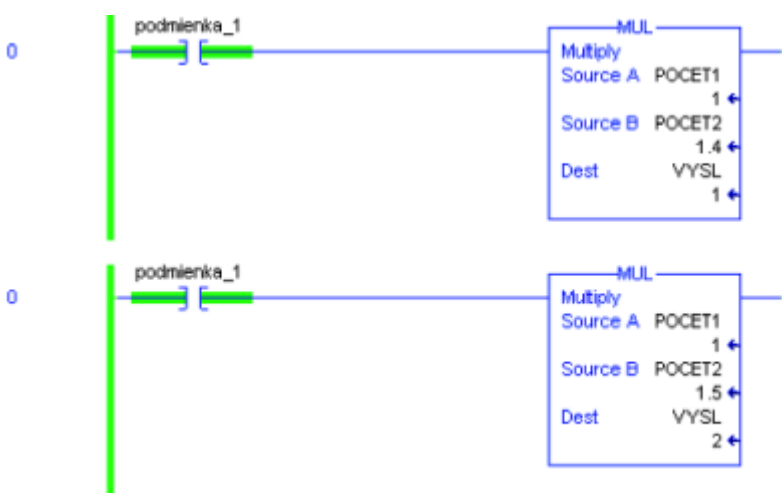 podmienka_1
MUL
0
Multiply
Source A POCET1
1
Source B POCET2
1.4
Dest VYSL
1
podmienka_1
MUL
0
Multiply
Source A POCET1
1
Source B POCET2
1.5
Dest VYSL
2